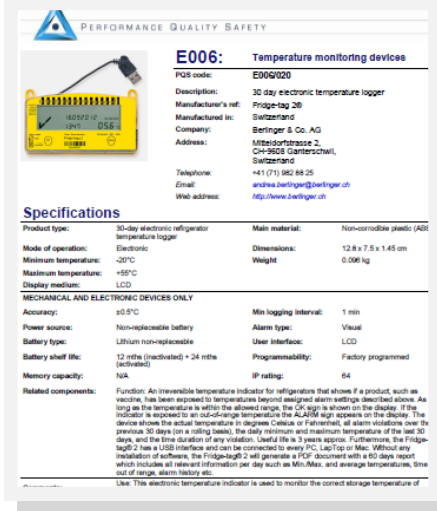 PERFORMANCE QUALITY SAFETY
E006: Temperature monitoring devices
PQS code: E006/020
Description: 30 day electronic temperature logger
Manufacturer's ref: Fridge-tag 2®
Manufactured in: Switzerland
Company: Berlinger & Co. AG
Address: Mitteldorfstrasse 2,
CH-9608 Ganterschwil,
Switzerland
Telephone: +41 (71) 982 88 25
Email: andrea.berlinger@berlinger.ch
Web address: http://www.berlinger.ch
Specifications
Product type: 30-day electronic refrigerator temperature logger Main material: Non-corrodible plastic (ABS
Mode of operation: Electronic Dimensions: 12.8 x 7.5 x 1.45 cm
Minimum temperature: -20°C Weight 0.096 kg
Maximum temperature: +55°C
Display medium: LCD
MECHANICAL AND ELECTRONIC DEVICES ONLY
Accuracy: ±0.5°C Min logging interval: 1 min
Power source: Non-replaceable battery Alarm type: Visual
Battery type: Lithium non-replaceable User interface: LCD
Battery shelf life: 12 mths (inactivated) + 24 mths (activated) Programmability: Factory programmed
Memory capacity: N/A IP rating: 64
Related components: Function: An irreversible temperature indicator for refrigerators that shows if a product, such as
vaccine, has been exposed to temperatures beyond assigned alarm settings described above. As
long as the temperature is within the allowed range, the OK sign is shown on the display. If the
indicator is exposed to an out-of-range temperature the ALARM sign appears on the display. The
device shows the actual temperature in degrees Celsius or Fahrenheit, all alarm violations over the
previous 30 days (on a rolling basis), the daily minimum and maximum temperature of the last 30
days, and the time duration of any violation. Useful life is 3 years approx. Furthermore, the Fridge-
tag® 2 has a USB interface and can be connected to every PC, LapTop or Mac. Without any
installation of software, the Fridge-tag® 2 will generate a PDF document with a 60 days report
which includes all relevant information per day such as Min./Max. and average temperatures, time
out of range, alarm history etc.
Use: This electronic temperature indicator is used to monitor the correct storage temperature of